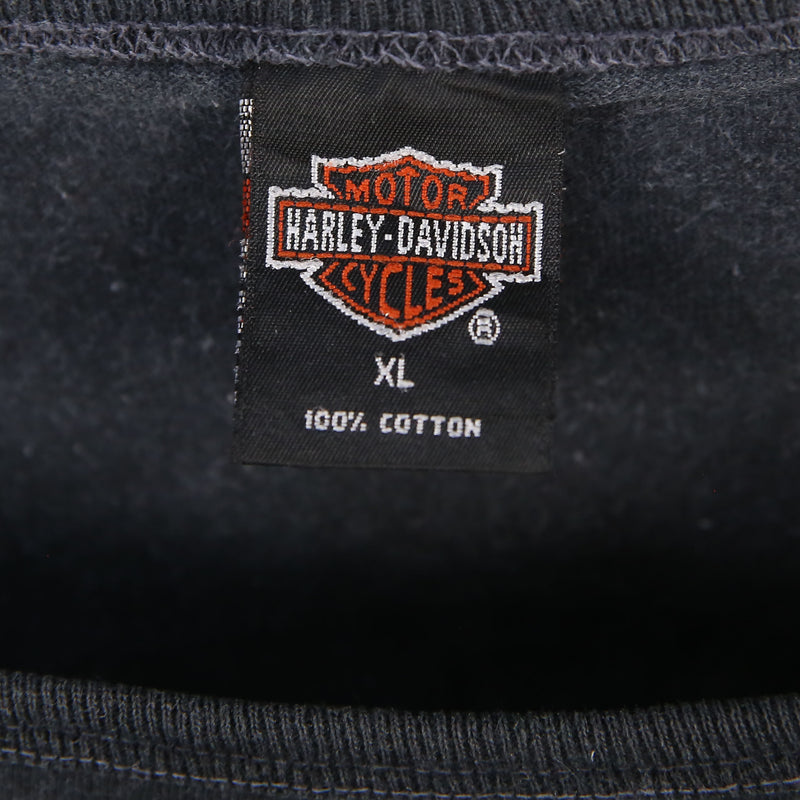 MOTOR
HARLEY-DAVIDSON
CYCLES
®
XL
100% COTTON